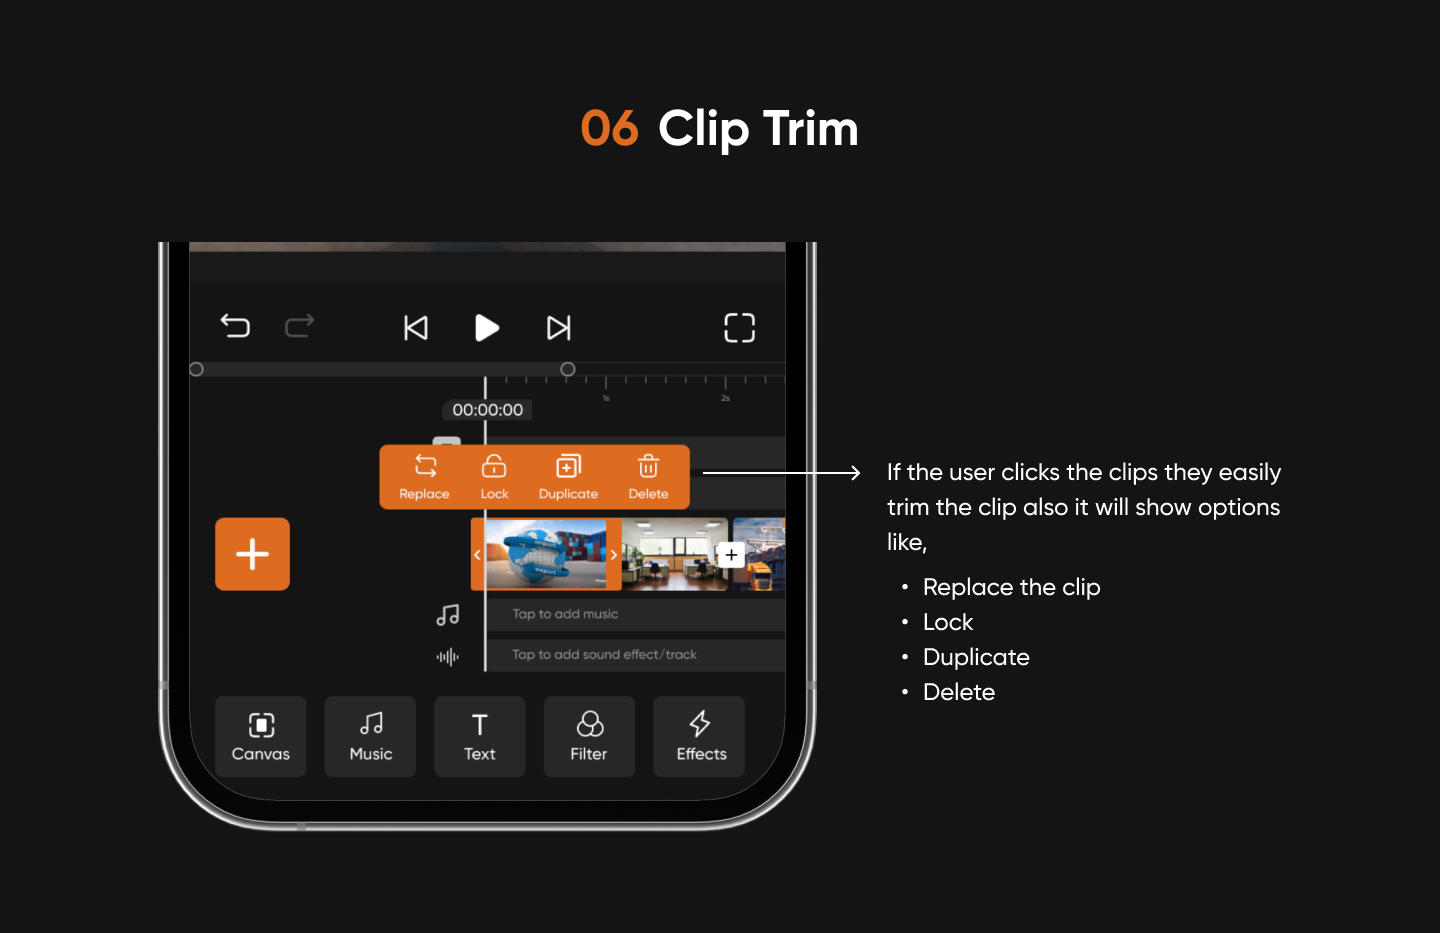 06 Clip Trim
1s 2s
00:00:00
Replace Lock Duplicate Delete
export
export
Tap to add music
Tap to add sound effect/track
Canvas Music Text Filter Effects
If the user clicks the clips they easily
trim the clip also it will show options
like,
• Replace the clip
• Lock
• Duplicate
• Delete